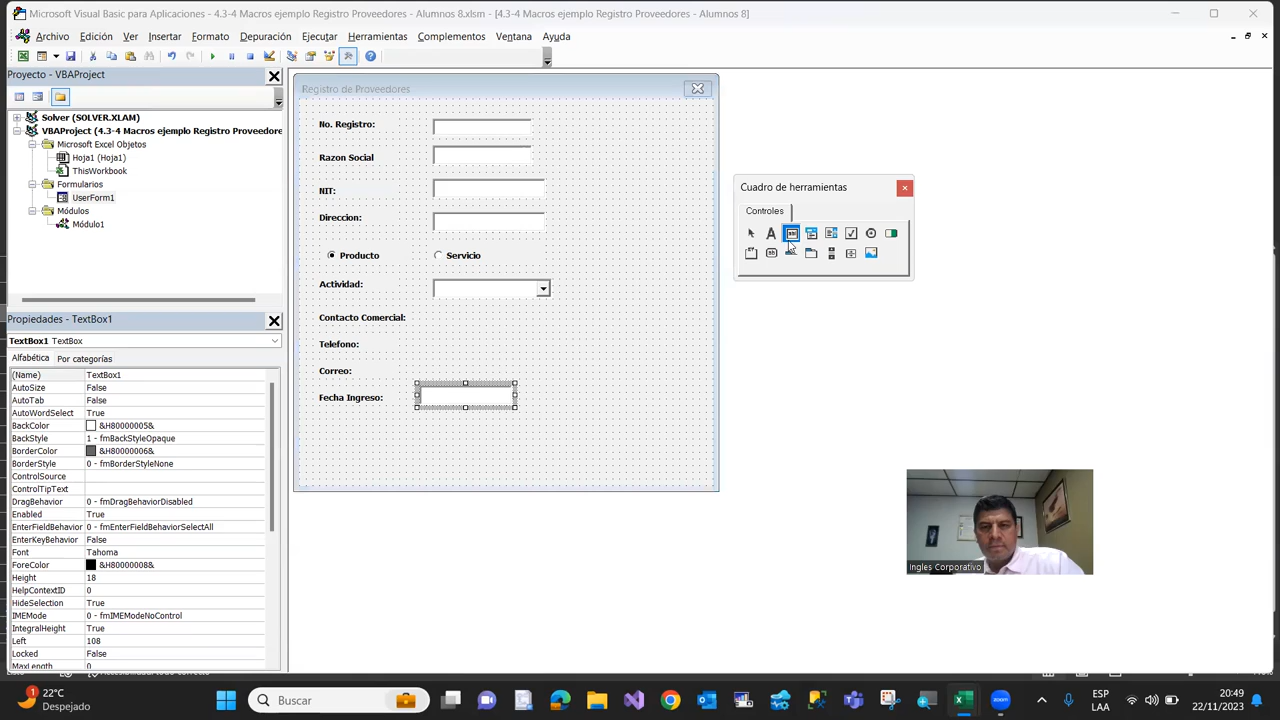 Microsoft Visual Basic para Aplicaciones - 4.3-4 Macros ejemplo Registro Proveedores - Alumnos 8.xlsm - [4.3-4 Macros ejemplo Registro Proveedores - Alumnos 8]
Archivo Edición Ver Insertar Formato Depuración Ejecutar Herramientas Complementos Ventana Ayuda
Proyecto - VBAProject
Solver (SOLVER.XLAM)
VBAProject (4.3-4 Macros ejemplo Registro Proveedore
Microsoft Excel Objetos
Hoja1 (Hoja1)
ThisWorkbook
Formularios
UserForm1
Módulos
Módulo1
Propiedades - TextBox1
TextBox1 TextBox
Alfabética Por categorías
(Name) TextBox1
AutoSize False
AutoTab False
AutoWordSelect True
BackColor &H80000005&
BackStyle 1 - fmBackStyleOpaque
BorderColor &H80000006&
BorderStyle 0 - fmBorderStyleNone
ControlSource
ControlTipText
DragBehavior 0 - fmDragBehaviorDisabled
Enabled True
EnterFieldBehavior 0 - fmEnterFieldBehaviorSelectAll
EnterKeyBehavior False
Font Tahoma
ForeColor &H80000008&
Height 18
HelpContextID 0
HideSelection True
IMEMode 0 - fmIMEModeNoControl
IntegralHeight True
Left 108
Locked False
MaxLength 0
Registro de Proveedores
No. Registro:
Razon Social
NIT:
Direccion:
Producto Servicio
Actividad:
Contacto Comercial:
Telefono:
Correo:
Fecha Ingreso:
Cuadro de herramientas
Controles
Ingles Corporativo
22°C
Despejado
Buscar
ESP
LAA
20:49
22/11/2023